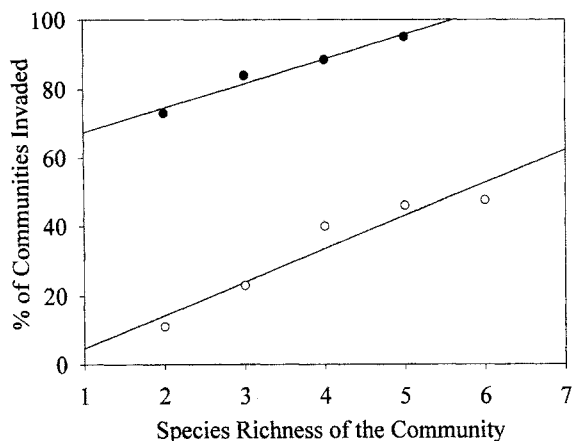 % of Communities Invaded
100
80
60
40
20
0
1 2 3 4 5 6 7
Species Richness of the Community